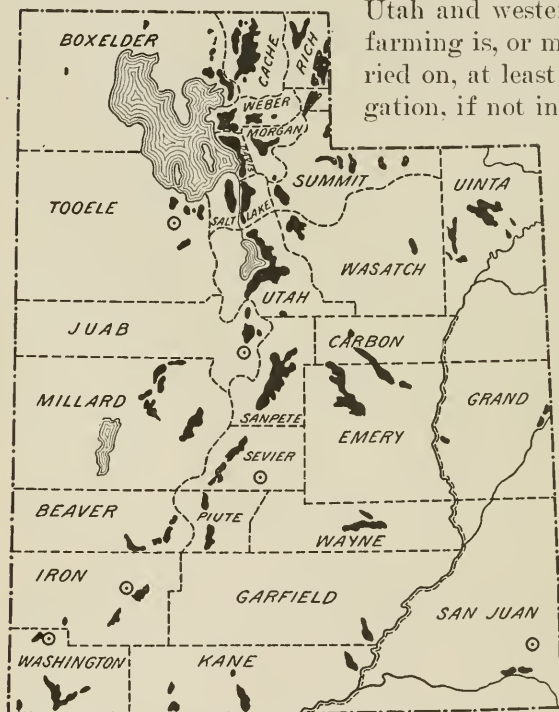 Utah and weste
farming is, or m
ried on, at least
gation, if not in
BOXELDER
CACHE
RICH
WEBER
MORGAN
SUMMIT
UINTA
TOOELE
SALT LAKE
WASATCH
UTAH
JUAB
CARBON
MILLARD
SANPETE
EMERY
GRAND
SEVIER
BEAVER
PIUTE
WAYNE
IRON
GARFIELD
SAN JUAN
WASHINGTON
KANE